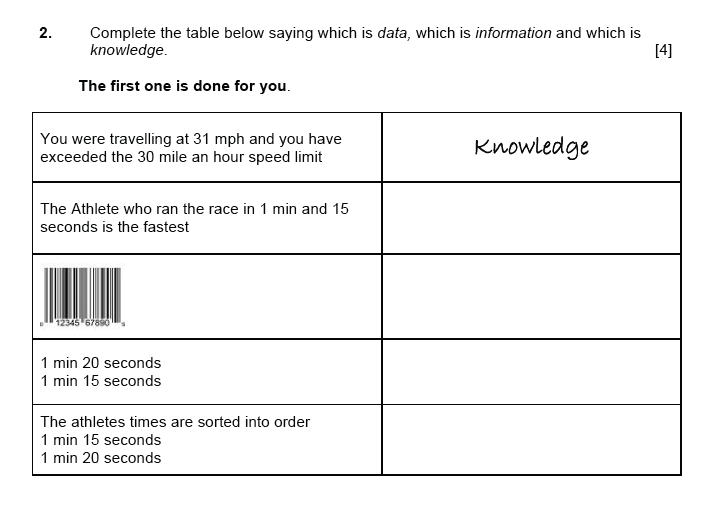 2. Complete the table below saying which is data, which is information and which is
knowledge. [4]
The first one is done for you.
You were travelling at 31 mph and you have
exceeded the 30 mile an hour speed limit
Knowledge
The Athlete who ran the race in 1 min and 15
seconds is the fastest
0 12345 67890 5
1 min 20 seconds
1 min 15 seconds
The athletes times are sorted into order
1 min 15 seconds
1 min 20 seconds